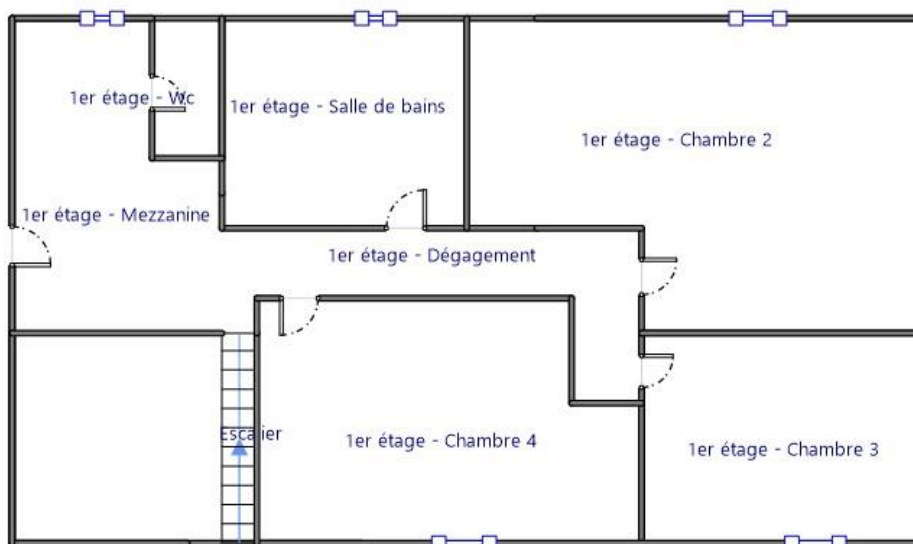 1er étage - Wc
1er étage - Salle de bains
1er étage - Chambre 2
1er étage - Mezzanine
1er étage - Dégagement
Escalier
1er étage - Chambre 4
1er étage - Chambre 3